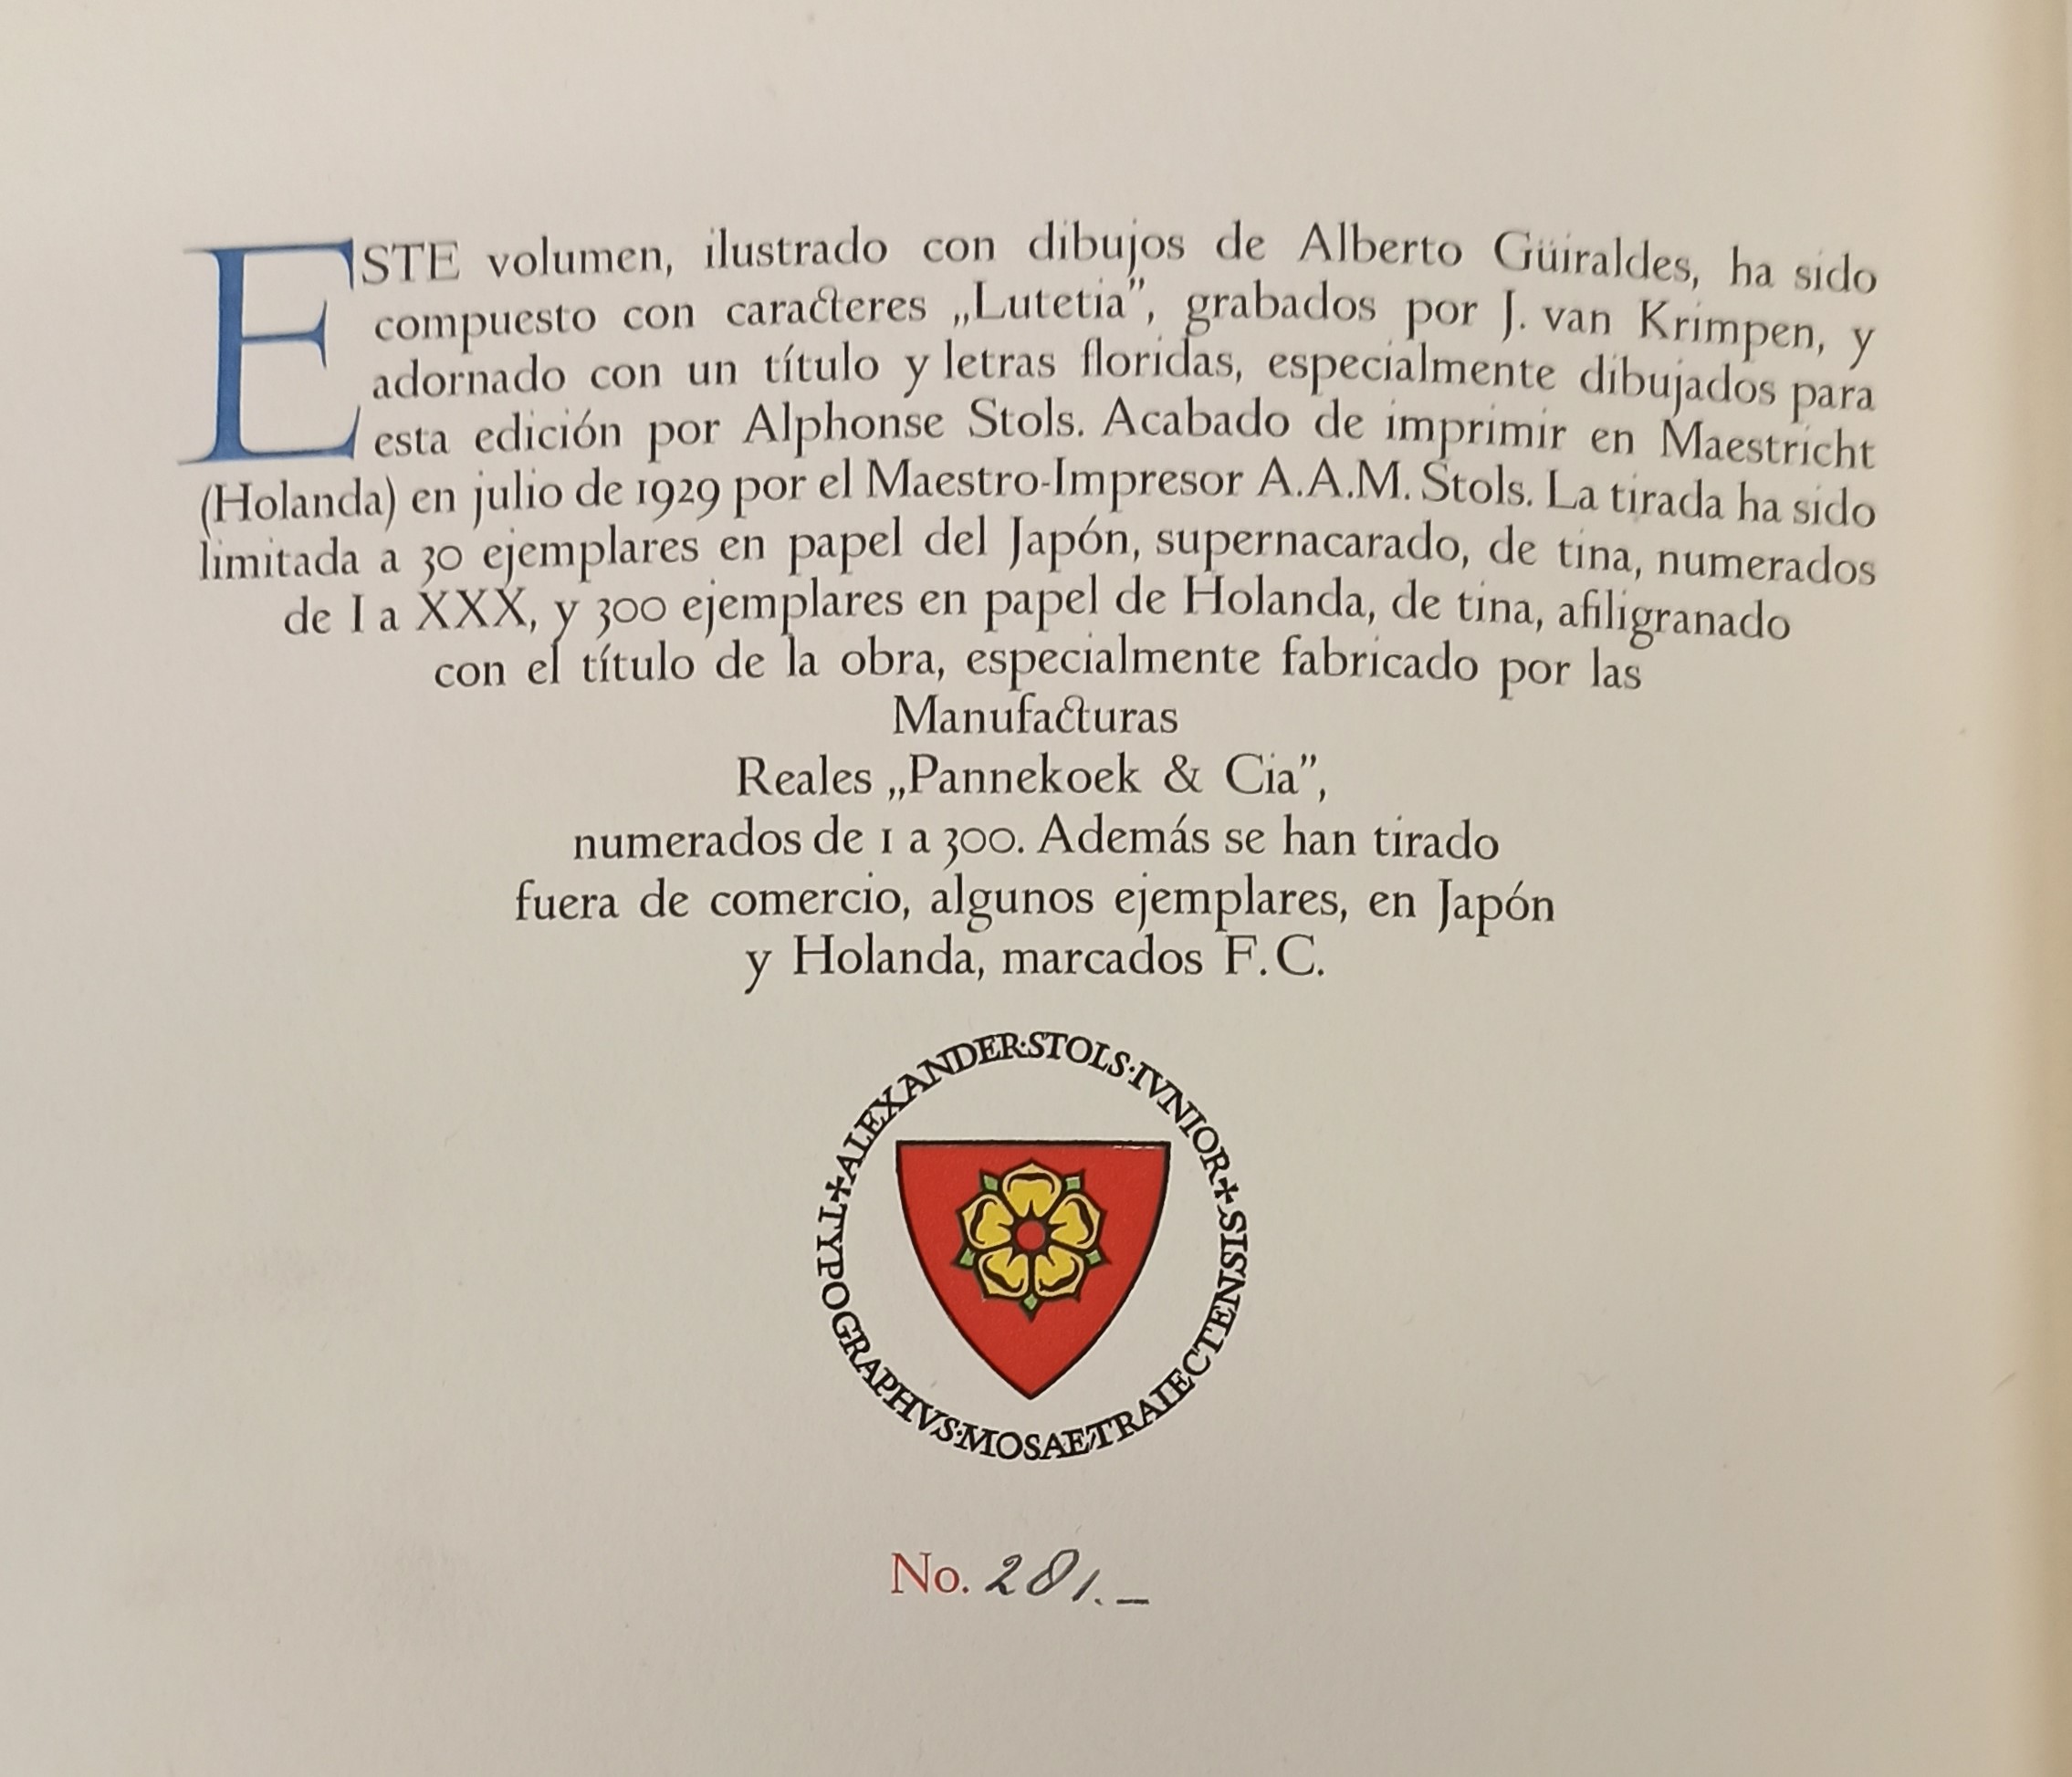 ESTE volumen, ilustrado con dibujos de Alberto Güiraldes, ha sido
compuesto con caracteres „Lutetia”, grabados por J. van Krimpen, y
adornado con un título y letras floridas, especialmente dibujados para
esta edición por Alphonse Stols. Acabado de imprimir en Maestricht
(Holanda) en julio de 1929 por el Maestro-Impresor A.A.M. Stols. La tirada ha sido
limitada a 30 ejemplares en papel del Japón, supernacarado, de tina, numerados
de I a XXX, y 300 ejemplares en papel de Holanda, de tina, afiligranado
con el título de la obra, especialmente fabricado por las
Manufacturas
Reales „Pannekoek & Cia”,
numerados de 1 a 300. Además se han tirado
fuera de comercio, algunos ejemplares, en Japón
y Holanda, marcados F.C.
ALEXANDER·STOLS·IVNIOR+
TYPOGRAPHVS·MOSAETRAIECTENSIS+
No. 281.–